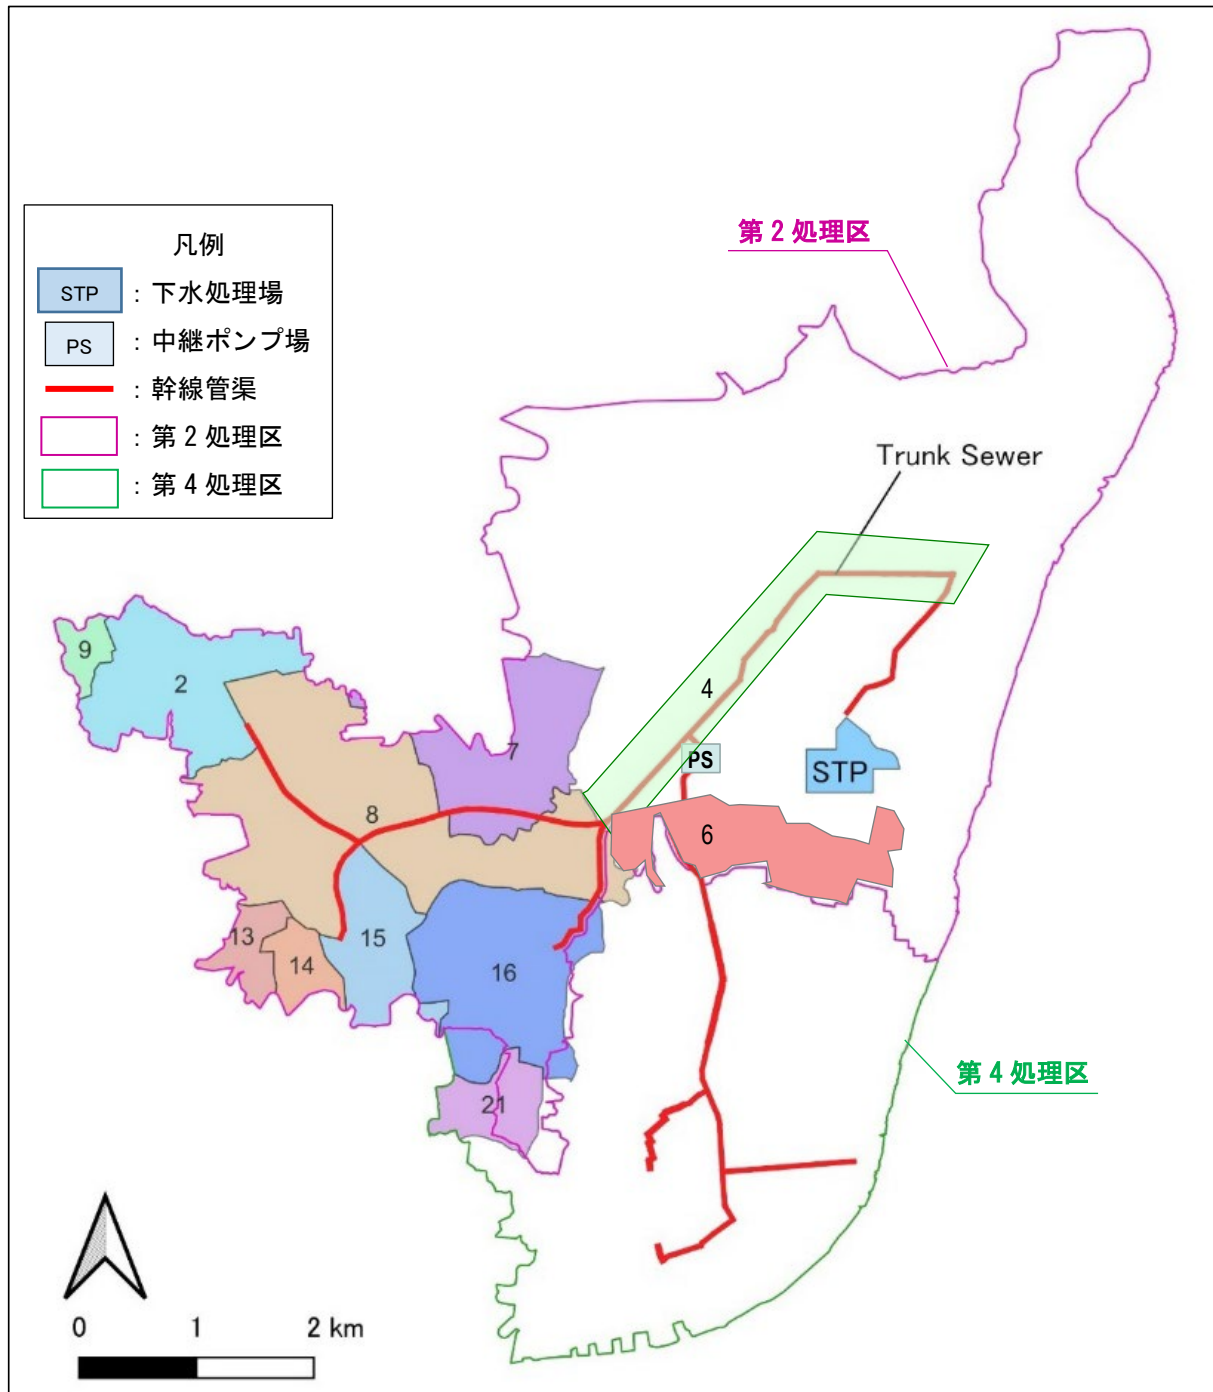 第2処理区
凡例
STP : 下水処理場
PS : 中継ポンプ場
: 幹線管渠
: 第2処理区
: 第4処理区
Trunk Sewer
9
2
4
7
PS
STP
8
6
13
14
15
16
第4処理区
21
0 1 2 km